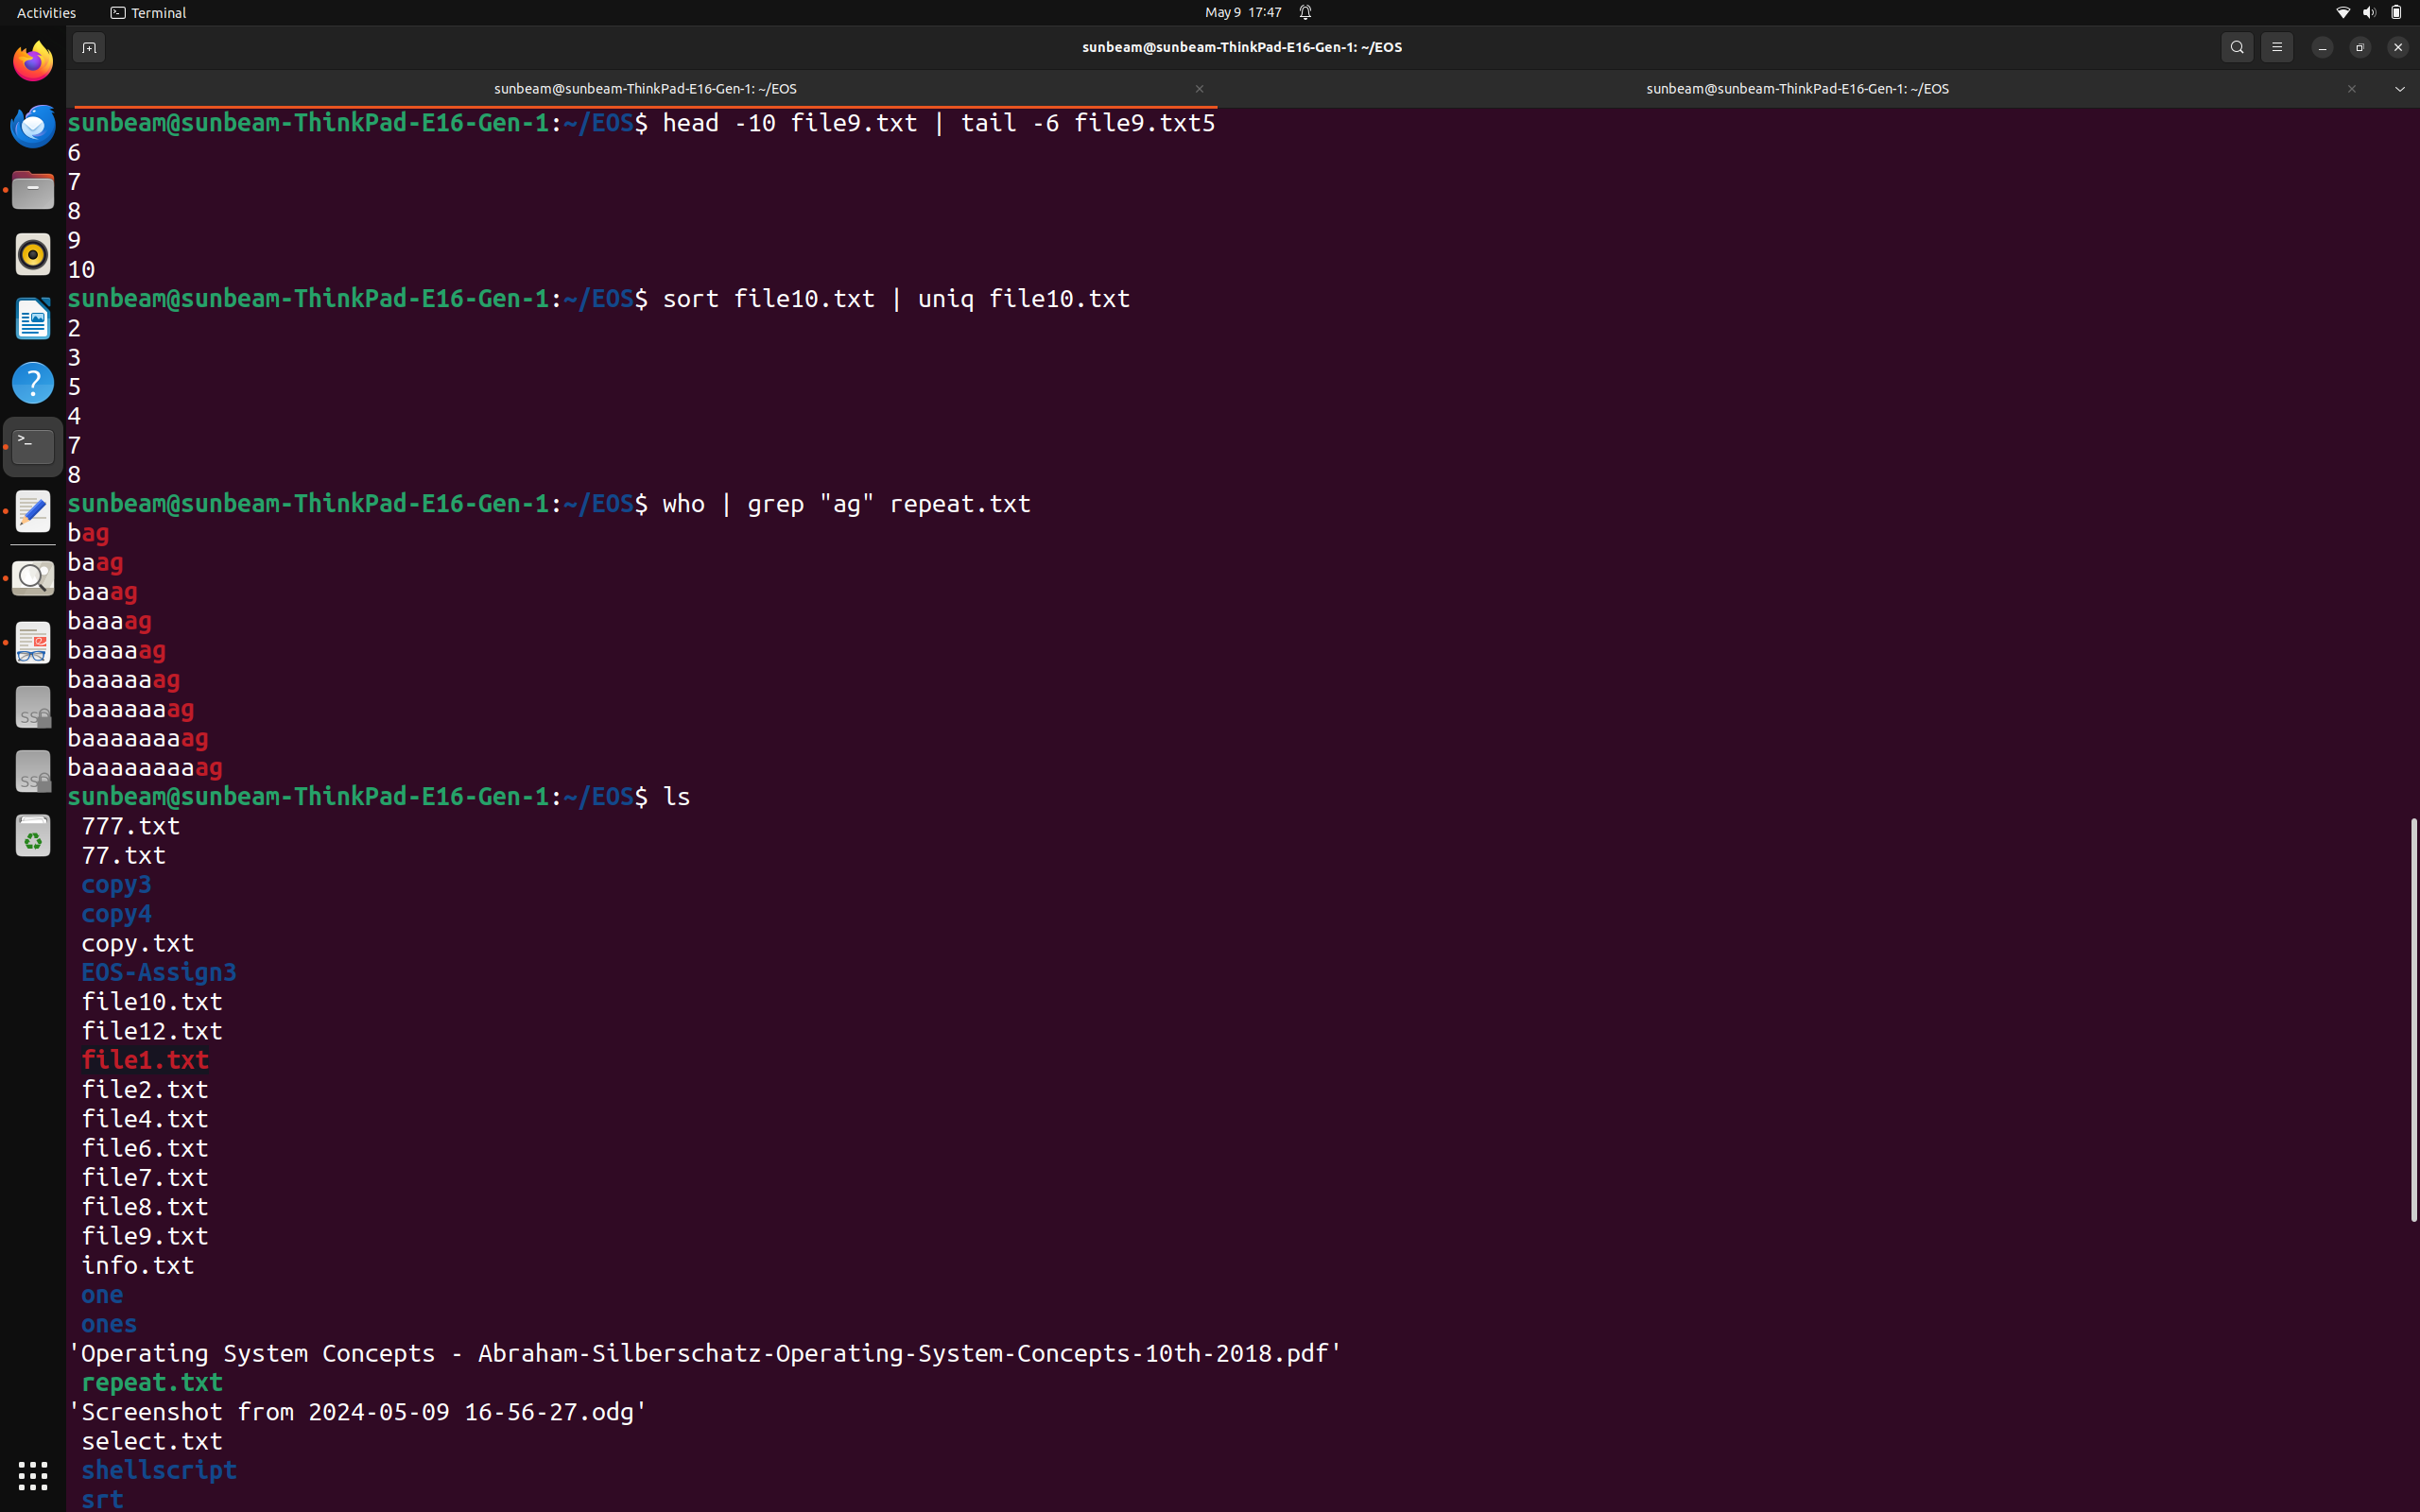 Activities
Terminal
May 9 17:47
sunbeam@sunbeam-ThinkPad-E16-Gen-1: ~/EOS
sunbeam@sunbeam-ThinkPad-E16-Gen-1: ~/EOS
sunbeam@sunbeam-ThinkPad-E16-Gen-1: ~/EOS
sunbeam@sunbeam-ThinkPad-E16-Gen-1:~/EOS$ head -10 file9.txt | tail -6 file9.txt5
6
7
8
9
10
sunbeam@sunbeam-ThinkPad-E16-Gen-1:~/EOS$ sort file10.txt | uniq file10.txt
2
3
5
4
7
8
sunbeam@sunbeam-ThinkPad-E16-Gen-1:~/EOS$ who | grep "ag" repeat.txt
bag
baag
baaag
baaaag
baaaaag
baaaaaag
baaaaaaag
baaaaaaaag
baaaaaaaaag
sunbeam@sunbeam-ThinkPad-E16-Gen-1:~/EOS$ ls
777.txt
77.txt
copy3
copy4
copy.txt
EOS-Assign3
file10.txt
file12.txt
file1.txt
file2.txt
file4.txt
file6.txt
file7.txt
file8.txt
file9.txt
info.txt
one
ones
'Operating System Concepts - Abraham-Silberschatz-Operating-System-Concepts-10th-2018.pdf'
repeat.txt
'Screenshot from 2024-05-09 16-56-27.odg'
select.txt
shellscript
srt